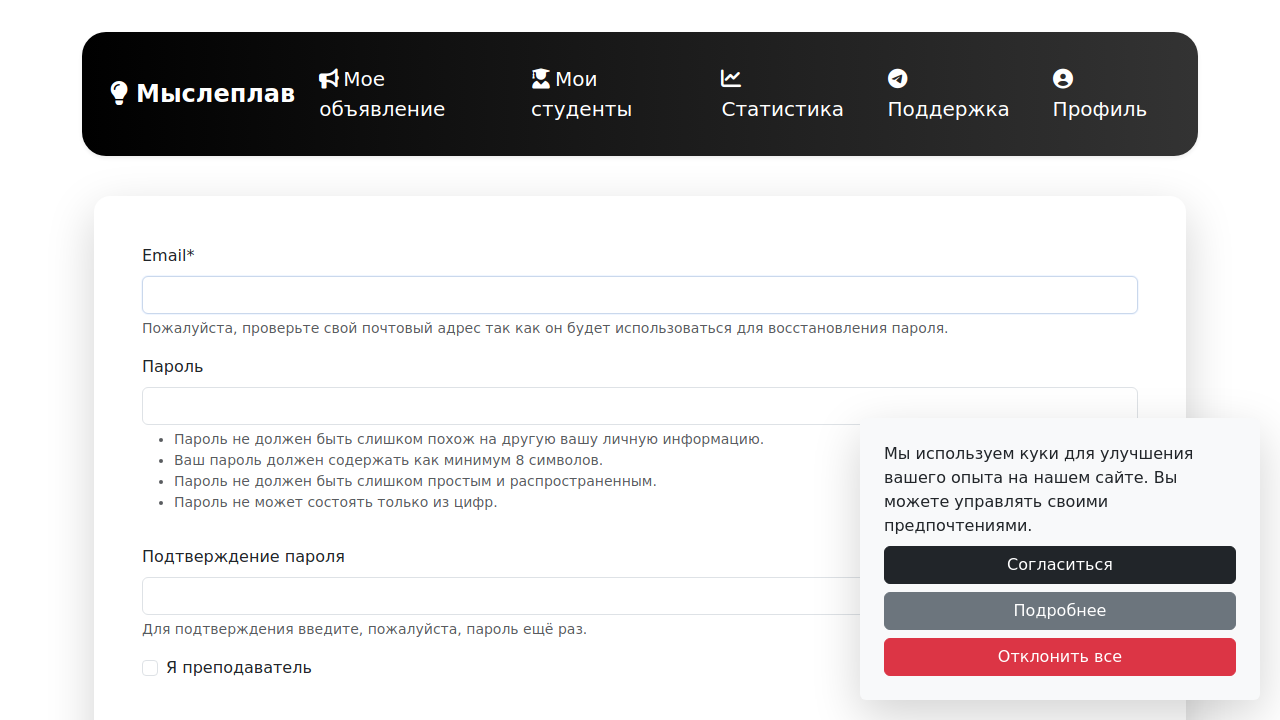 Мыслеплав
Мое
объявление
Мои
студенты
Статистика
Поддержка
Профиль
Email*
Пожалуйста, проверьте свой почтовый адрес так как он будет использоваться для восстановления пароля.
Пароль
Пароль не должен быть слишком похож на другую вашу личную информацию.
Ваш пароль должен содержать как минимум 8 символов.
Пароль не должен быть слишком простым и распространенным.
Пароль не может состоять только из цифр.
Подтверждение пароля
Для подтверждения введите, пожалуйста, пароль ещё раз.
Я преподаватель
Мы используем куки для улучшения
вашего опыта на нашем сайте. Вы
можете управлять своими
предпочтениями.
Согласиться
Подробнее
Отклонить все